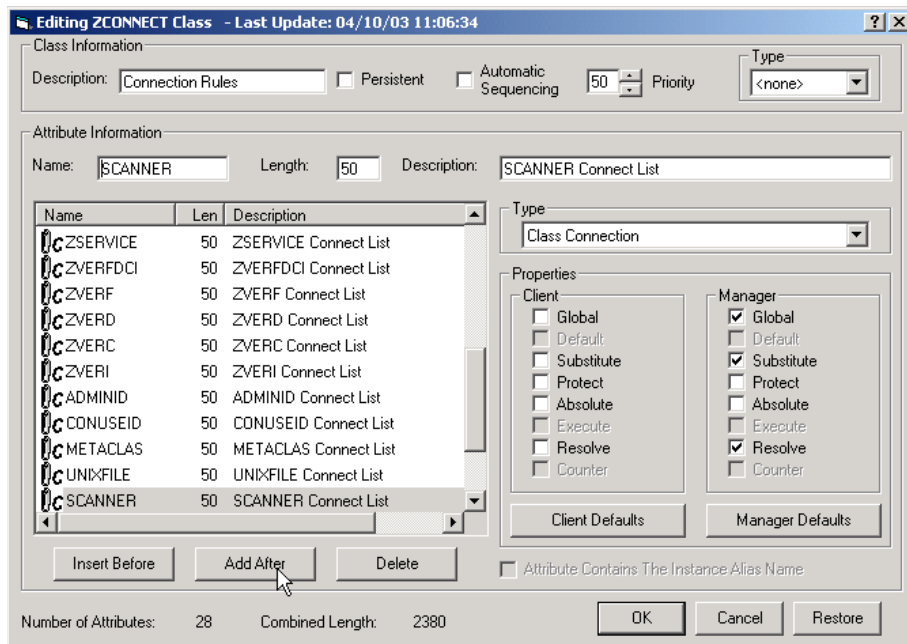 Editing ZCONNECT Class - Last Update: 04/10/03 11:06:34
Class Information
Description: Connection Rules Persistent Automatic Sequencing 50 Priority Type <none>
Attribute Information
Name: SCANNER Length: 50 Description: SCANNER Connect List
Name Len Description
ZSERVICE 50 ZSERVICE Connect List
ZVERFDCI 50 ZVERFDCI Connect List
ZVERF 50 ZVERF Connect List
ZVERD 50 ZVERD Connect List
ZVERC 50 ZVERC Connect List
ZVERI 50 ZVERI Connect List
ADMINID 50 ADMINID Connect List
CONUSEID 50 CONUSEID Connect List
METACLAS 50 METACLAS Connect List
UNIXFILE 50 UNIXFILE Connect List
SCANNER 50 SCANNER Connect List
Insert Before Add After Delete
Type
Class Connection
Properties
Client
Global
Default
Substitute
Protect
Absolute
Execute
Resolve
Counter
Client Defaults
Manager
Global
Default
Substitute
Protect
Absolute
Execute
Resolve
Counter
Manager Defaults
Attribute Contains The Instance Alias Name
Number of Attributes: 28 Combined Length: 2380
OK Cancel Restore